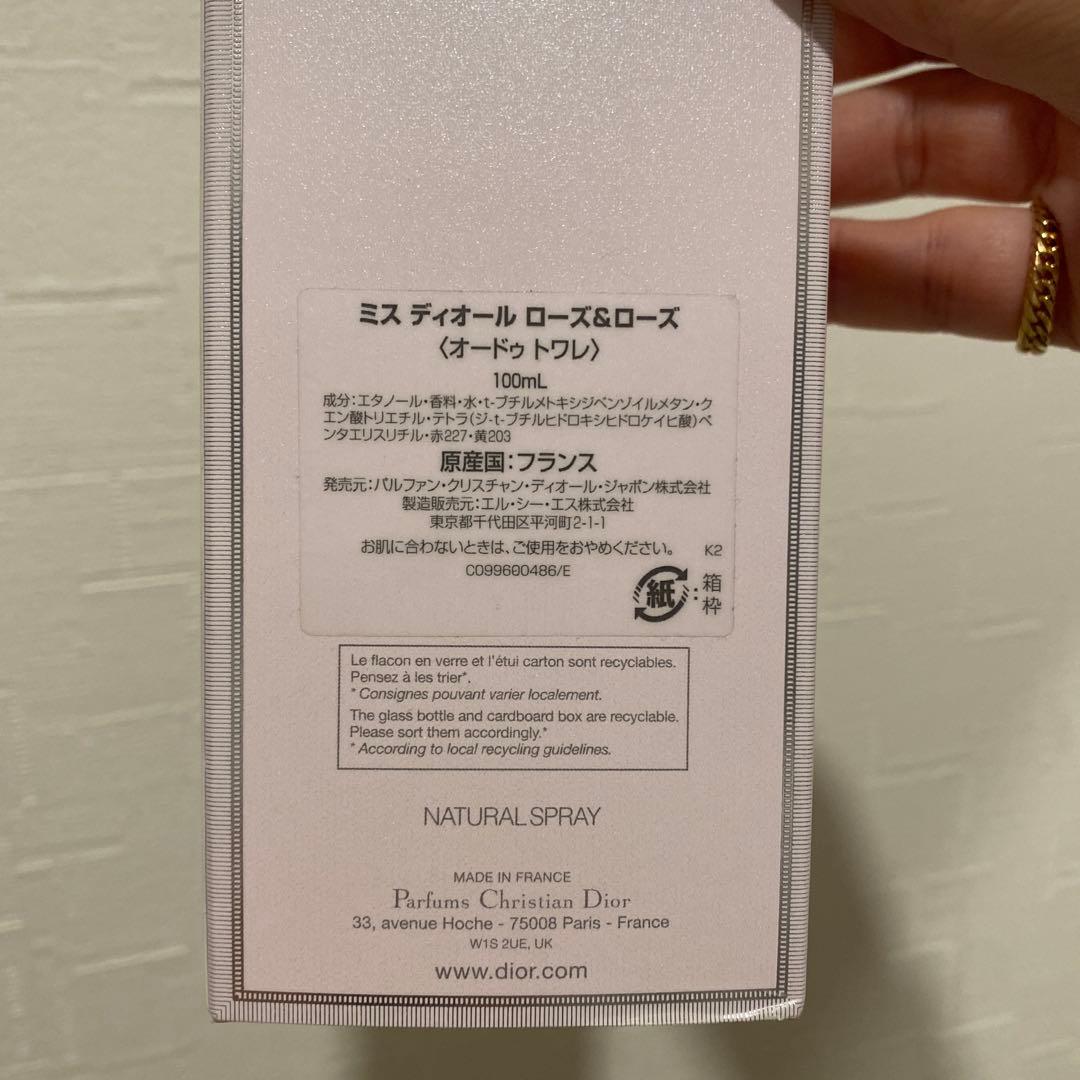 ミス ディオール ローズ&ローズ
〈オードゥ トワレ〉
100mL
成分:エタノール・香料・水・t-ブチルメトキシジベンゾイルメタン・ク
エン酸トリエチル・テトラ(ジ-t-ブチルヒドロキシヒドロケイヒ酸)ペ
ンタエリスリチル・赤227・黄203
原産国:フランス
発売元:パルファン・クリスチャン・ディオール・ジャポン株式会社
製造販売元:エル・シー・エス株式会社
東京都千代田区平河町2-1-1
お肌に合わないときは、ご使用をおやめください。 K2
C099600486/E
紙:箱
枠
Le flacon en verre et l'étui carton sont recyclables.
Pensez à les trier*.
* Consignes pouvant varier localement.
The glass bottle and cardboard box are recyclable.
Please sort them accordingly.*
* According to local recycling guidelines.
NATURAL SPRAY
MADE IN FRANCE
Parfums Christian Dior
33, avenue Hoche - 75008 Paris - France
W1S 2UE, UK
www.dior.com